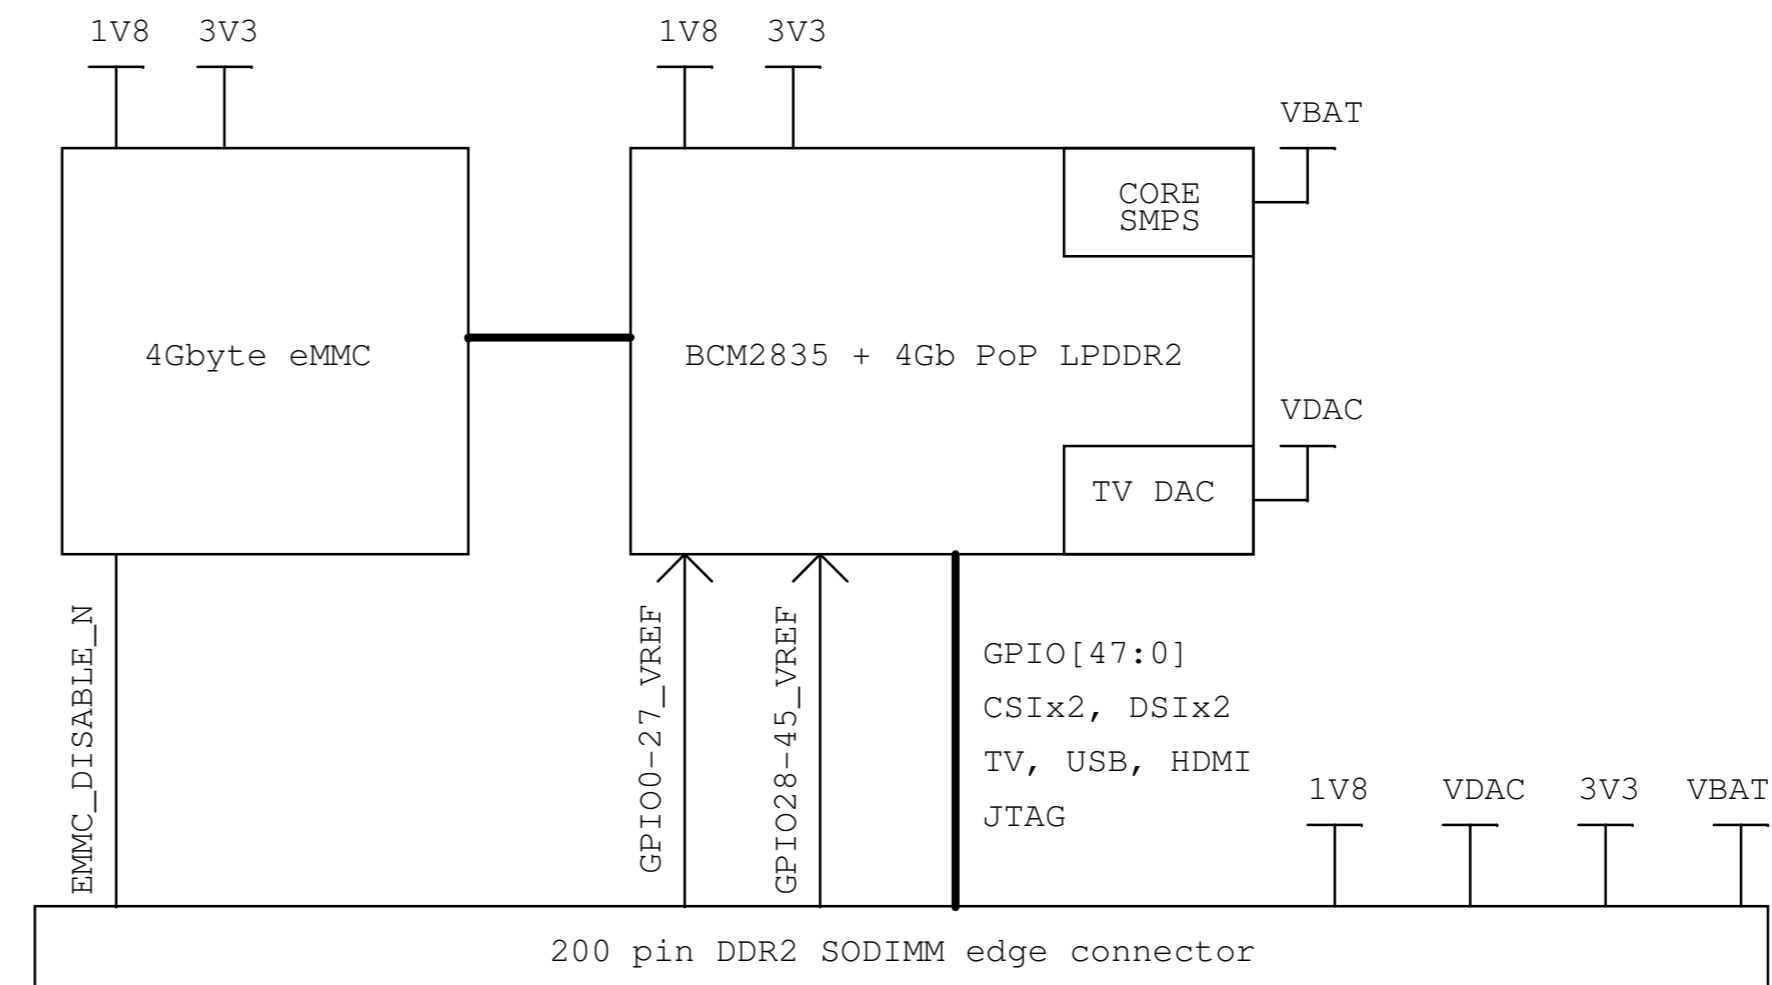 1V8 3V3
1V8 3V3
VBAT
CORE
SMPS
4Gbyte eMMC
BCM2835 + 4Gb PoP LPDDR2
VDAC
TV DAC
EMMC_DISABLE_N
GPIO0-27_VREF
GPIO28-45_VREF
GPIO[47:0]
CSIx2, DSIx2
TV, USB, HDMI
JTAG
1V8 VDAC 3V3 VBAT
200 pin DDR2 SODIMM edge connector